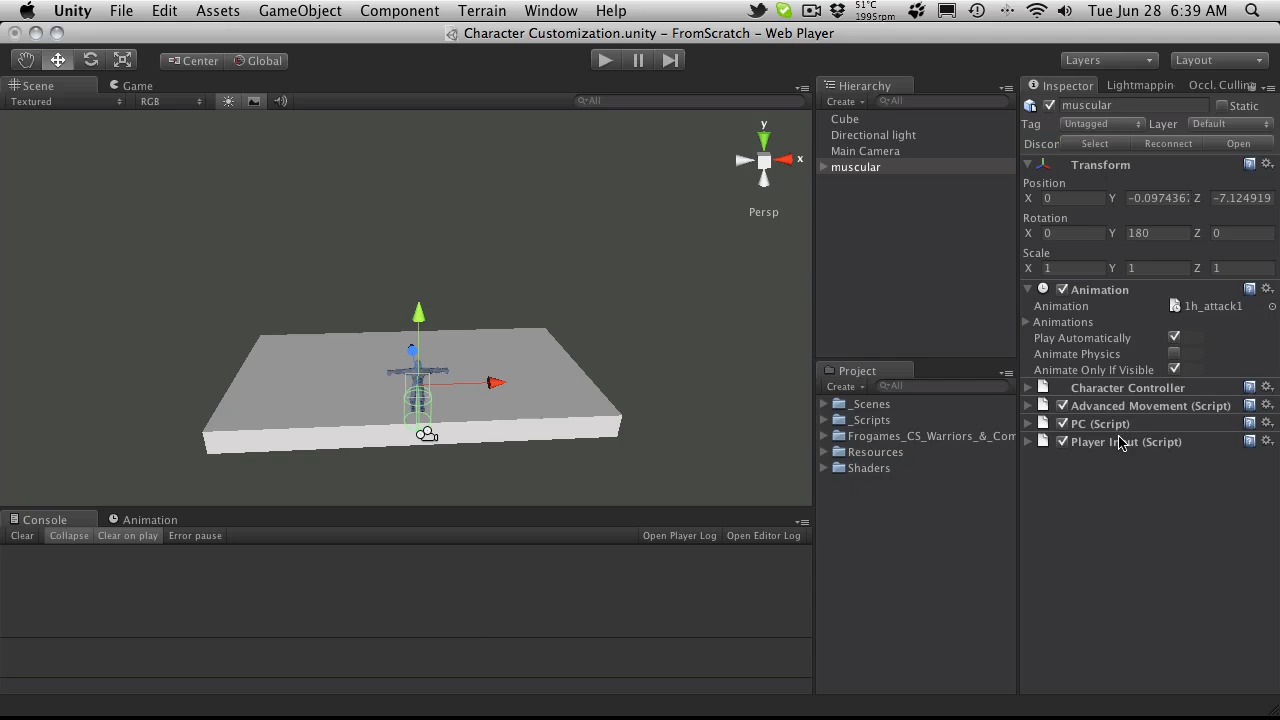 Unity File Edit Assets GameObject Component Terrain Window Help 51°C 1995rpm Tue Jun 28 6:39 AM
Character Customization.unity – FromScratch – Web Player
Center Global Layers Layout
Scene Game Hierarchy Inspector Lightmappin Occl. Culling
Textured RGB All Create All
muscular Static
Tag Untagged Layer Default
Discon Select Reconnect Open
Cube
Directional light
Main Camera
muscular
y
x
Persp
Transform
Position
X 0 Y -0.0974367 Z -7.124919
Rotation
X 0 Y 180 Z 0
Scale
X 1 Y 1 Z 1
Animation
Animation 1h_attack1
Animations
Play Automatically
Animate Physics
Animate Only If Visible
Character Controller
Advanced Movement (Script)
PC (Script)
Player Input (Script)
Project
Create All
_Scenes
_Scripts
Frogames_CS_Warriors_&_Com
Resources
Shaders
Console Animation
Clear Collapse Clear on play Error pause Open Player Log Open Editor Log